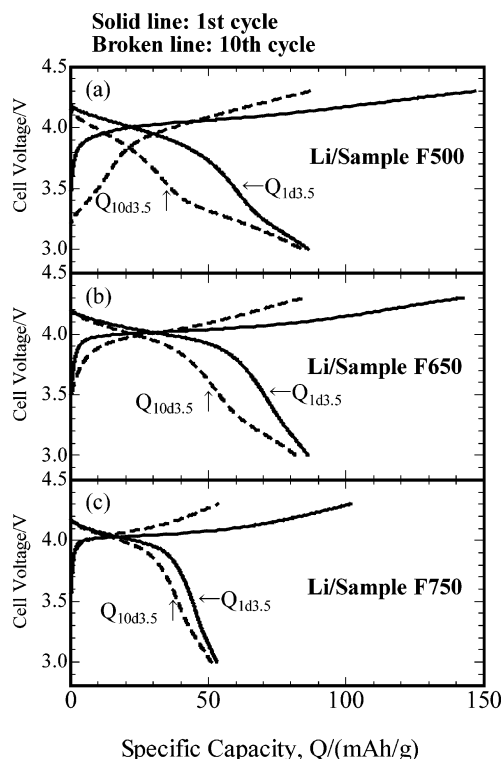 Solid line: 1st cycle
Broken line: 10th cycle
4.5
(a)
4.0
Li/Sample F500
Cell Voltage/V
3.5
←Q1d3.5
Q10d3.5 ↑
3.0
4.5
(b)
4.0
Li/Sample F650
Cell Voltage/V
3.5
←Q1d3.5
Q10d3.5 ↑
3.0
4.5
(c)
4.0
Li/Sample F750
Cell Voltage/V
3.5
←Q1d3.5
Q10d3.5 ↑
3.0
0 50 100 150
Specific Capacity, Q/(mAh/g)